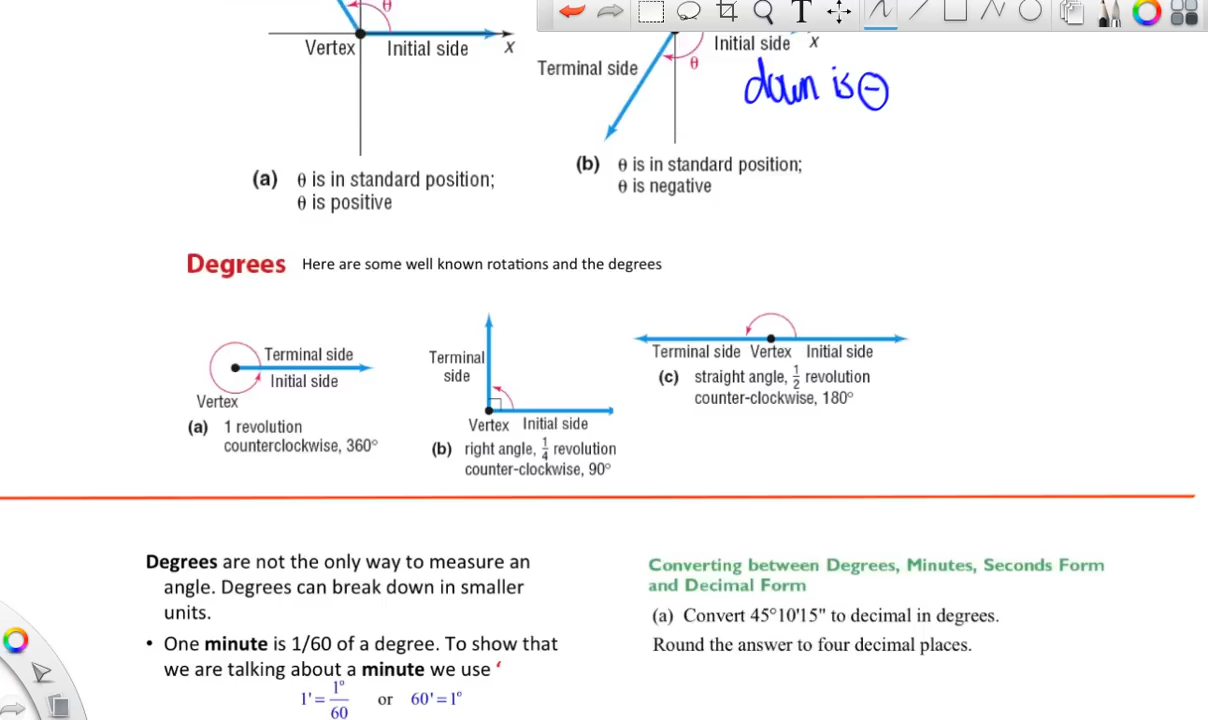 θ
Vertex Initial side x
Initial side x
Terminal side θ
down is ⊖
(a) θ is in standard position;
θ is positive
(b) θ is in standard position;
θ is negative
Degrees Here are some well known rotations and the degrees
Terminal side
Initial side
Vertex
(a) 1 revolution
counterclockwise, 360°
Terminal
side
Vertex Initial side
(b) right angle, 1/4 revolution
counter-clockwise, 90°
Terminal side Vertex Initial side
(c) straight angle, 1/2 revolution
counter-clockwise, 180°
Degrees are not the only way to measure an
angle. Degrees can break down in smaller
units.
• One minute is 1/60 of a degree. To show that
we are talking about a minute we use ‘
1' = 1°/60 or 60' = 1°
Converting between Degrees, Minutes, Seconds Form
and Decimal Form
(a) Convert 45°10'15" to decimal in degrees.
Round the answer to four decimal places.
T